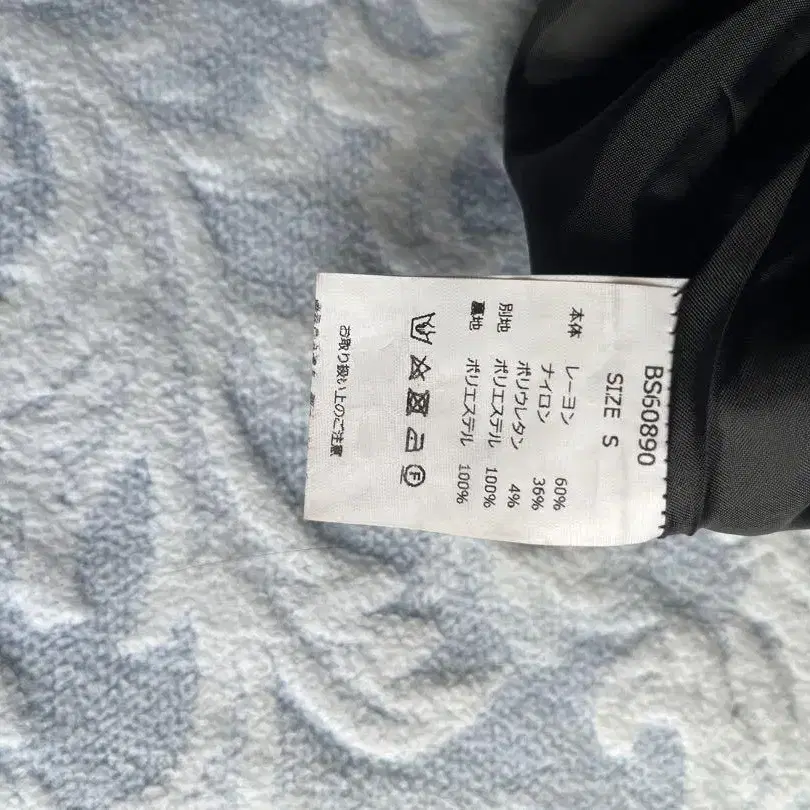 BS60890
SIZE S
本体 レーヨン 60%
ナイロン 36%
ポリウレタン 4%
別地 ポリエステル 100%
裏地 ポリエステル 100%
F
お取り扱い上のご注意